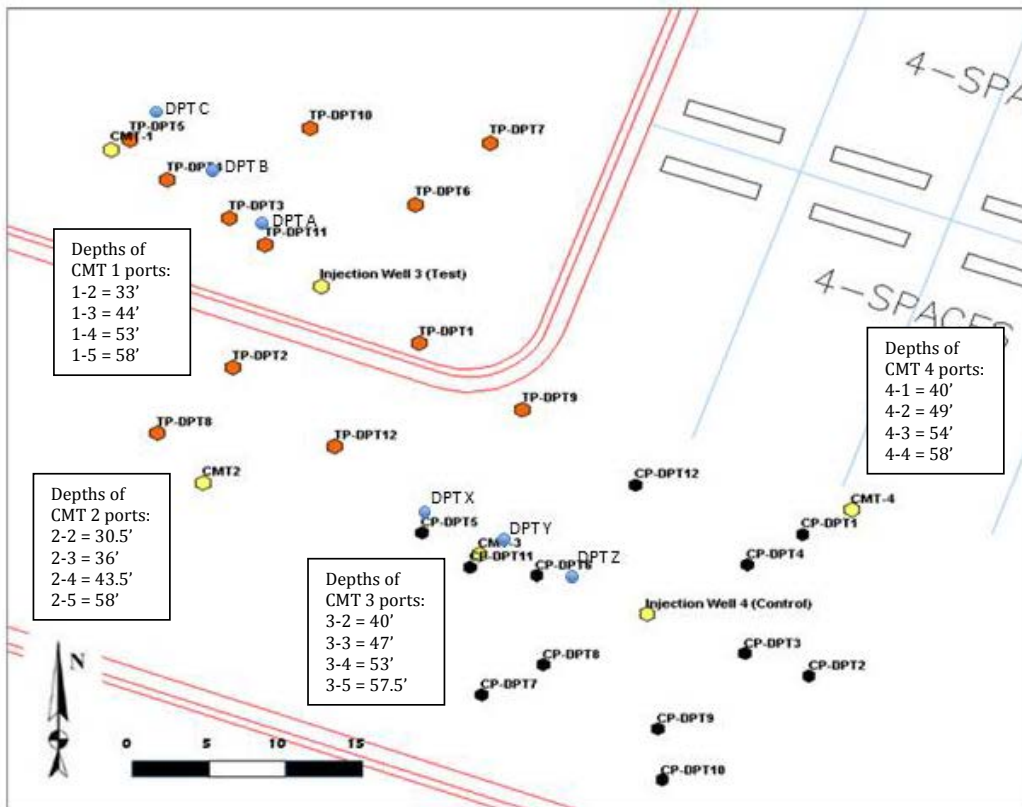 4-SPA
DPT C
TP-DPT5
CMT-1
TP-DPT10
TP-DPT7
DPT B
TP-DPT6
TP-DPT3
DPT A
TP-DPT11
Depths of
CMT 1 ports:
1-2 = 33’
1-3 = 44’
1-4 = 53’
1-5 = 58’
Injection Well 3 (Test)
4-SPACES
TP-DPT1
TP-DPT2
Depths of
CMT 4 ports:
4-1 = 40’
4-2 = 49’
4-3 = 54’
4-4 = 58’
TP-DPT9
TP-DPT8
TP-DPT12
CMT2
CP-DPT12
Depths of
CMT 2 ports:
2-2 = 30.5’
2-3 = 36’
2-4 = 43.5’
2-5 = 58’
DPT X
CP-DPT5
DPT Y
CMT-4
CP-DPT1
CP-DPT11
DPT Z
CP-DPT4
Depths of
CMT 3 ports:
3-2 = 40’
3-3 = 47’
3-4 = 53’
3-5 = 57.5’
Injection Well 4 (Control)
CP-DPT3
CP-DPT8
CP-DPT2
CP-DPT7
N
CP-DPT9
0 5 10 15
CP-DPT10